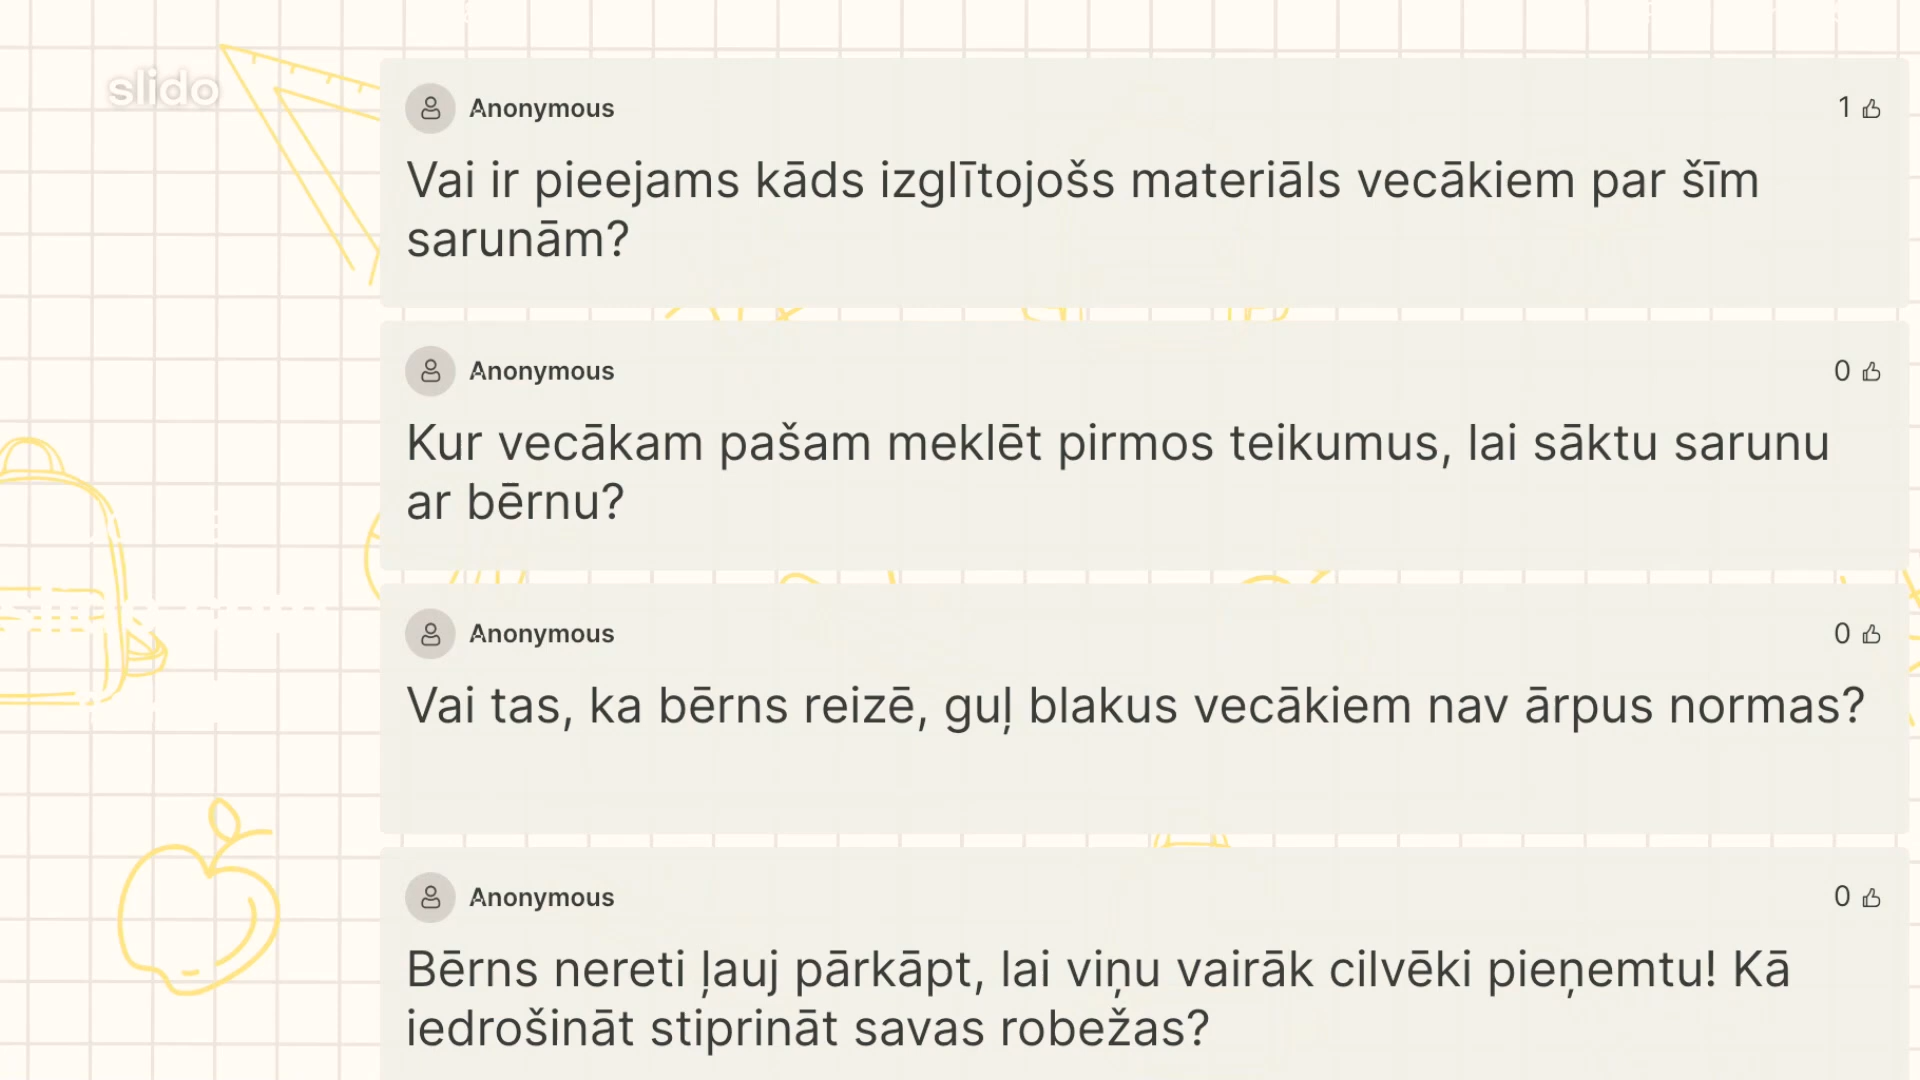 slido
Anonymous
1
Vai ir pieejams kāds izglītojošs materiāls vecākiem par šīm
sarunām?
Anonymous
0
Kur vecākam pašam meklēt pirmos teikumus, lai sāktu sarunu
ar bērnu?
Anonymous
0
Vai tas, ka bērns reizē, guļ blakus vecākiem nav ārpus normas?
Anonymous
0
Bērns nereti ļauj pārkāpt, lai viņu vairāk cilvēki pieņemtu! Kā
iedrošināt stiprināt savas robežas?